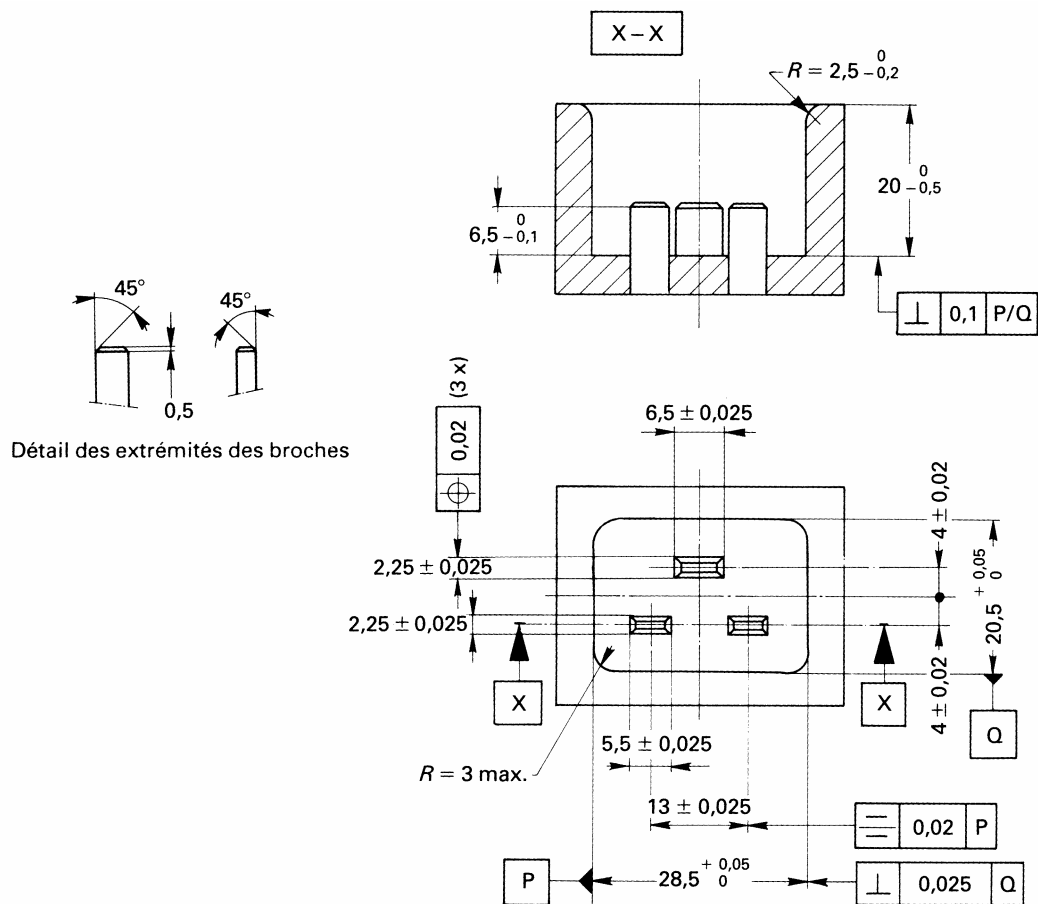 X – X
R = 2,5 0 – 0,2
20 0 – 0,5
6,5 0 – 0,1
⊥ 0,1 P/Q
45°
45°
0,5
Détail des extrémités des broches
⌖ 0,02 (3 x)
6,5 ± 0,025
4 ± 0,02
2,25 ± 0,025
2,25 ± 0,025
20,5 + 0,05 0
4 ± 0,02
X
X
Q
5,5 ± 0,025
R = 3 max.
13 ± 0,025
⌯ 0,02 P
P
28,5 + 0,05 0
⊥ 0,025 Q